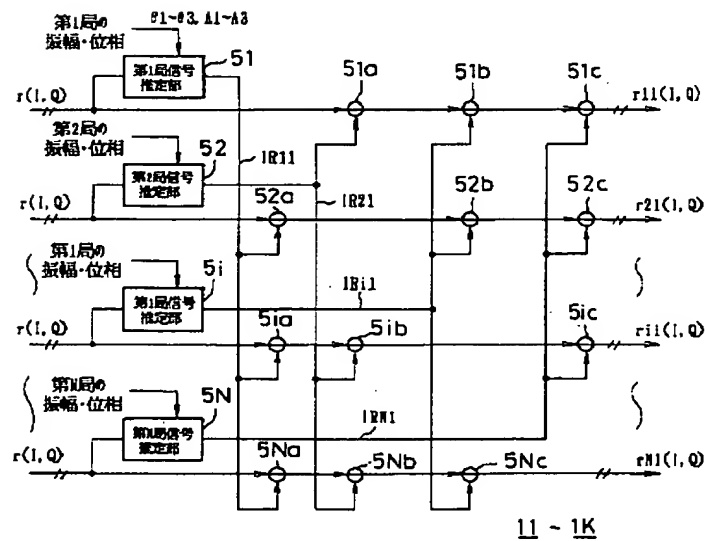 第1局の
振幅・位相
θ1~θ3, A1~A3
51
第1局信号
推定部
r(I, Q)
51a
51b
51c
r11(I, Q)
第2局の
振幅・位相
52
第2局信号
推定部
IR11
IR21
r(I, Q)
52a
52b
52c
r21(I, Q)
第1局の
振幅・位相
5i
第1局信号
推定部
IRi1
r(I, Q)
5ia
5ib
5ic
ri1(I, Q)
第N局の
振幅・位相
5N
第N局信号
推定部
IRN1
r(I, Q)
5Na
5Nb
5Nc
rN1(I, Q)
11 ~ 1K